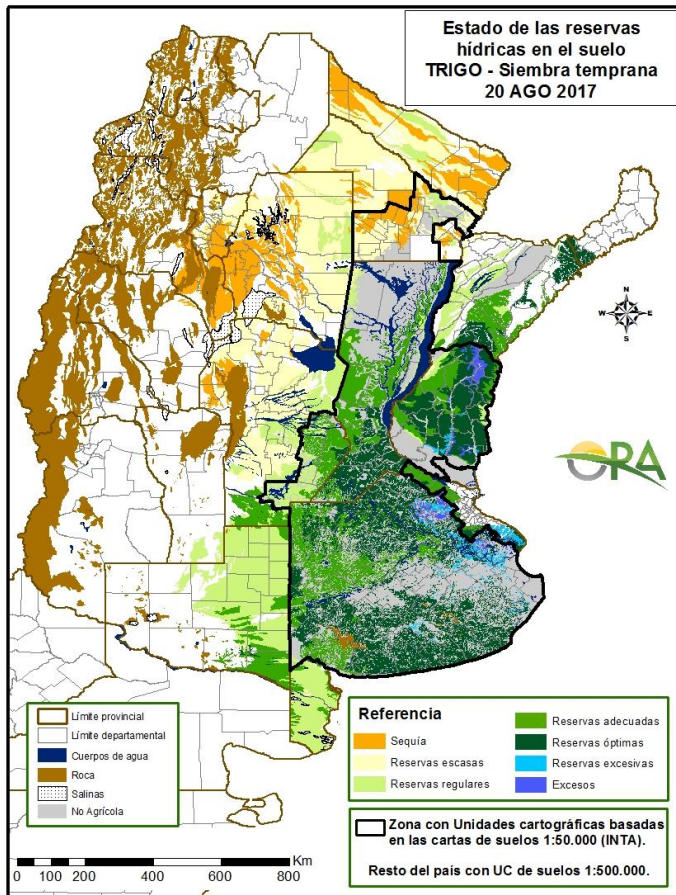 Estado de las reservas
hídricas en el suelo
TRIGO - Siembra temprana
20 AGO 2017
N
W E
S
ORA
Límite provincial
Límite departamental
Cuerpos de agua
Roca
Salinas
No Agrícola
Referencia
Sequía
Reservas escasas
Reservas regulares
Reservas adecuadas
Reservas óptimas
Reservas excesivas
Excesos
Zona con Unidades cartográficas basadas
en las cartas de suelos 1:50.000 (INTA).
Resto del país con UC de suelos 1:500.000.
Km
0 100 200 400 600 800